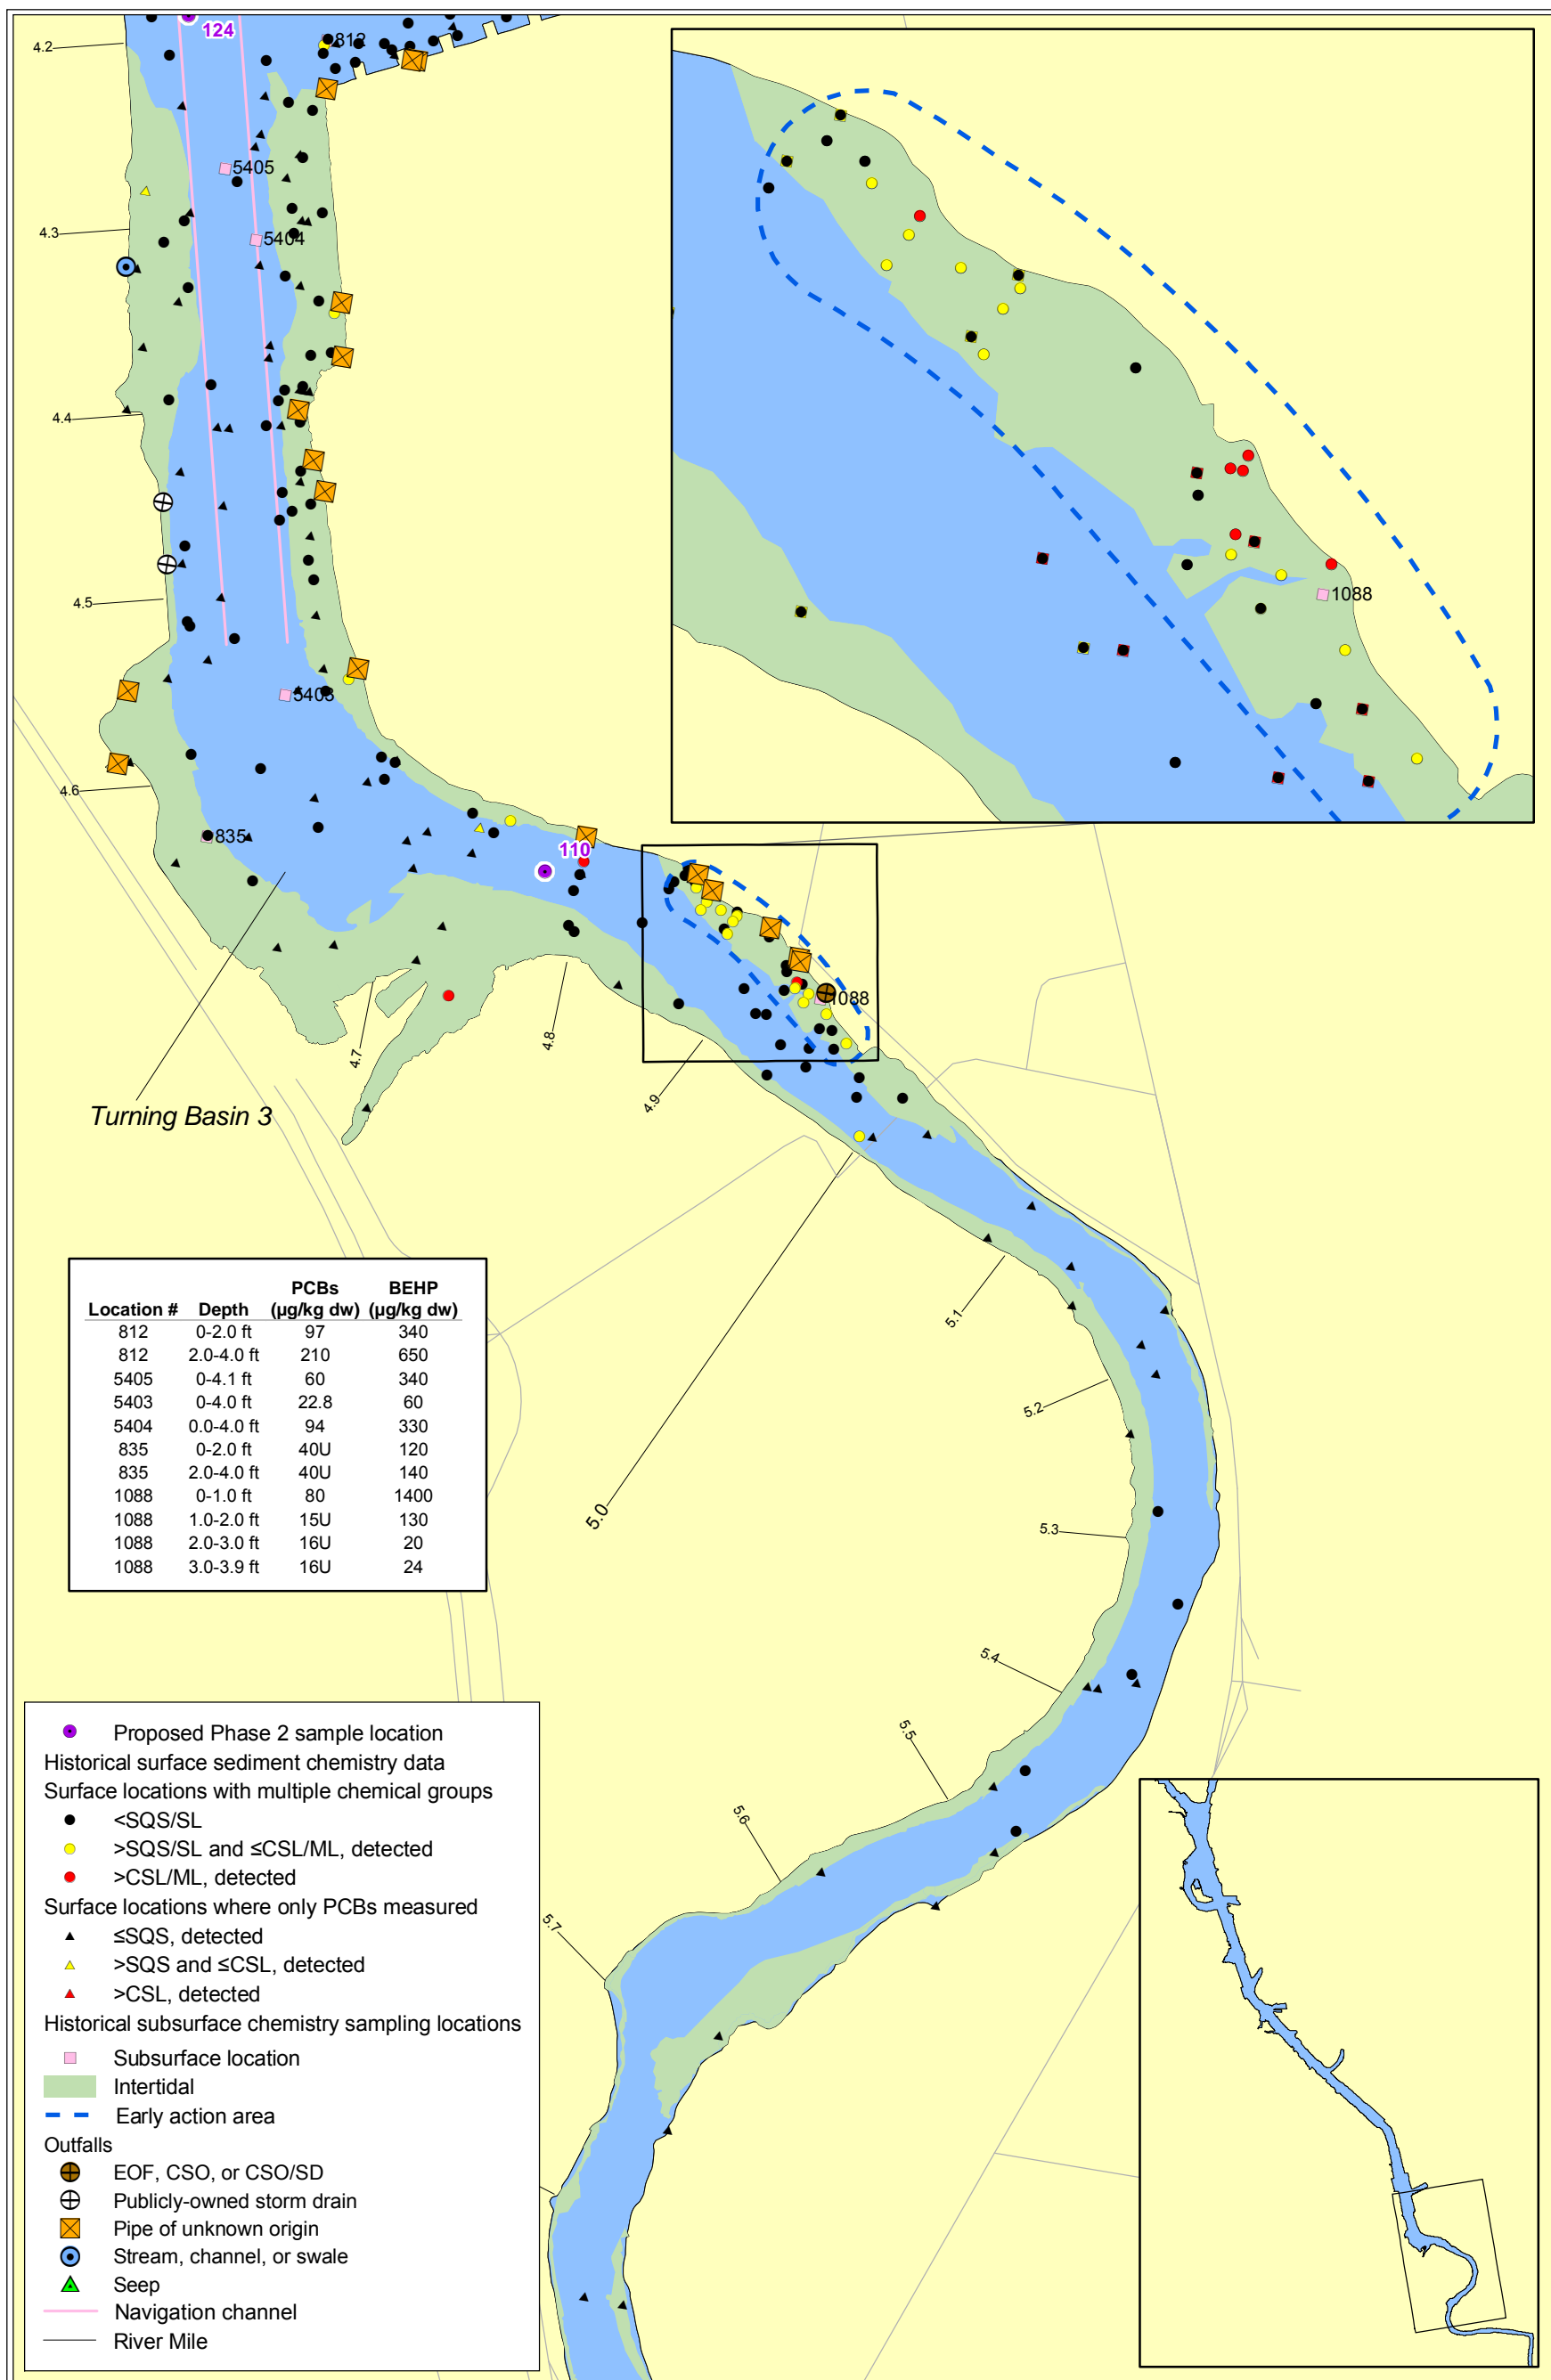 124
4.2
812
5405
4.3
5404
4.4
4.5
5403
4.6
835
110
1088
1088
4.7
4.8
4.9
Turning Basin 3
5.0
5.1
5.2
5.3
5.4
5.5
5.6
5.7
PCBs BEHP
Location # Depth (µg/kg dw) (µg/kg dw)
812 0-2.0 ft 97 340
812 2.0-4.0 ft 210 650
5405 0-4.1 ft 60 340
5403 0-4.0 ft 22.8 60
5404 0.0-4.0 ft 94 330
835 0-2.0 ft 40U 120
835 2.0-4.0 ft 40U 140
1088 0-1.0 ft 80 1400
1088 1.0-2.0 ft 15U 130
1088 2.0-3.0 ft 16U 20
1088 3.0-3.9 ft 16U 24
Proposed Phase 2 sample location
Historical surface sediment chemistry data
Surface locations with multiple chemical groups
<SQS/SL
>SQS/SL and ≤CSL/ML, detected
>CSL/ML, detected
Surface locations where only PCBs measured
≤SQS, detected
>SQS and ≤CSL, detected
>CSL, detected
Historical subsurface chemistry sampling locations
Subsurface location
Intertidal
Early action area
Outfalls
EOF, CSO, or CSO/SD
Publicly-owned storm drain
Pipe of unknown origin
Stream, channel, or swale
Seep
Navigation channel
River Mile